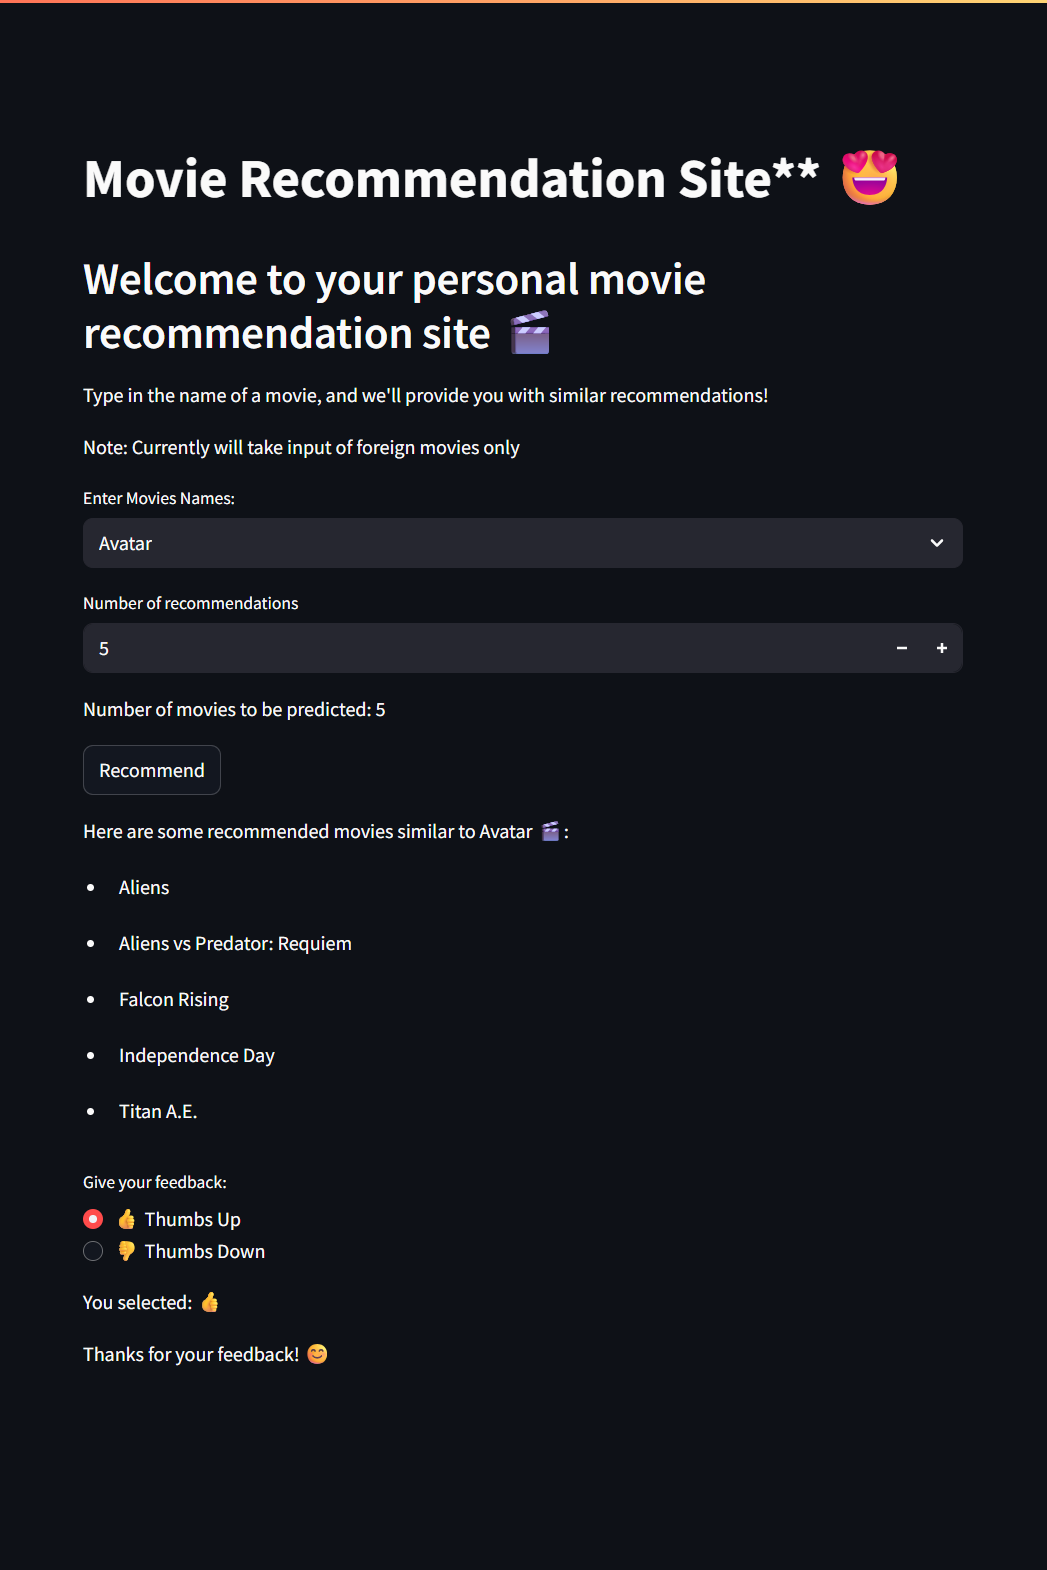 Movie Recommendation Site** 😍
Welcome to your personal movie
recommendation site 🎬
Type in the name of a movie, and we'll provide you with similar recommendations!
Note: Currently will take input of foreign movies only
Enter Movies Names:
Avatar
Number of recommendations
5
Number of movies to be predicted: 5
Recommend
Here are some recommended movies similar to Avatar 🎬 :
• Aliens
• Aliens vs Predator: Requiem
• Falcon Rising
• Independence Day
• Titan A.E.
Give your feedback:
👍 Thumbs Up
👎 Thumbs Down
You selected: 👍
Thanks for your feedback! 😊